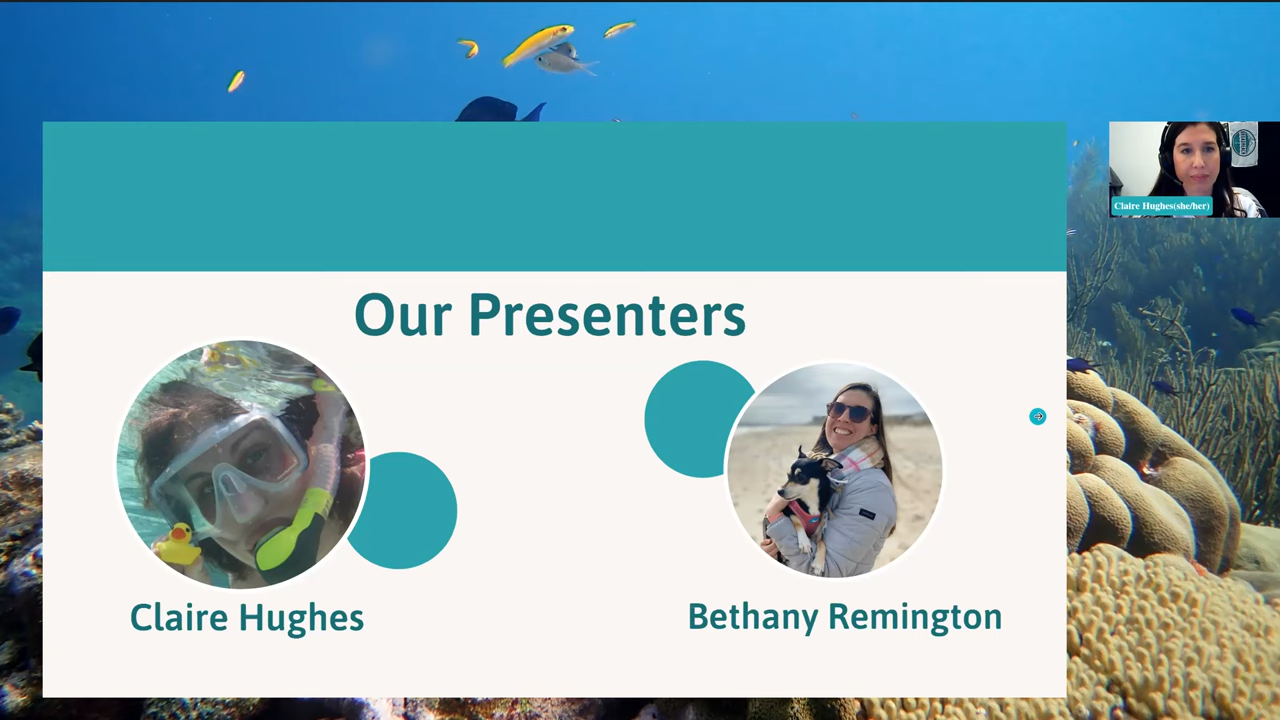 Our Presenters
Claire Hughes(she/her)
Claire Hughes
Bethany Remington